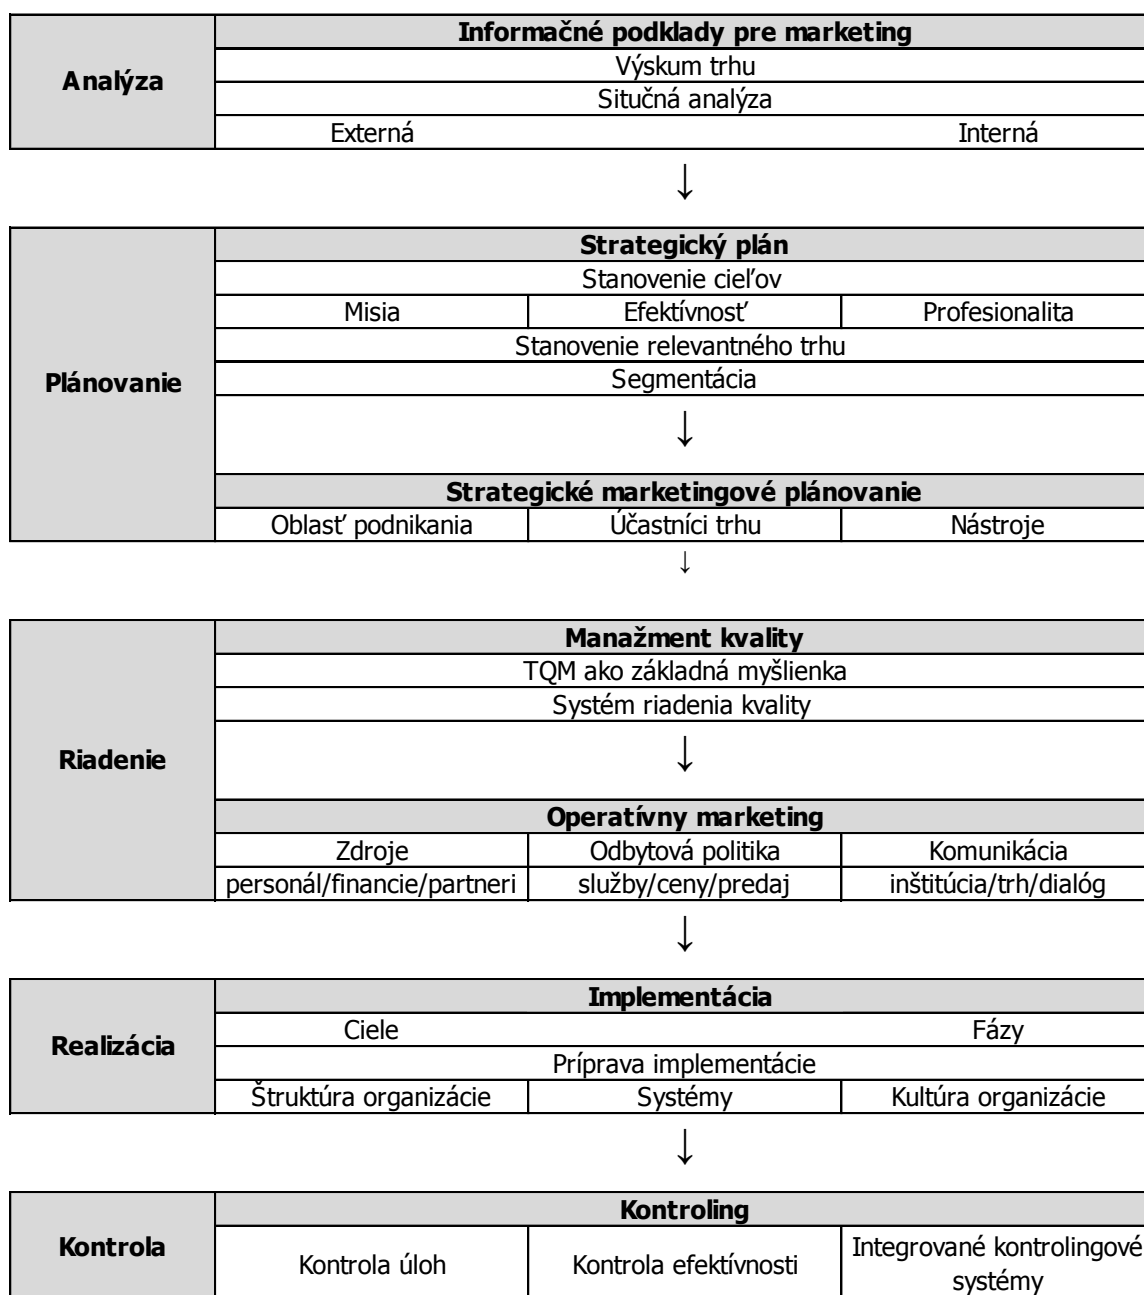 Analýza
Informačné podklady pre marketing
Výskum trhu
Situčná analýza
Externá Interná
↓
Plánovanie
Strategický plán
Stanovenie cieľov
Misia Efektívnosť Profesionalita
Stanovenie relevantného trhu
Segmentácia
↓
Strategické marketingové plánovanie
Oblasť podnikania Účastníci trhu Nástroje
↓
Riadenie
Manažment kvality
TQM ako základná myšlienka
Systém riadenia kvality
↓
Operatívny marketing
Zdroje Odbytová politika Komunikácia
personál/financie/partneri služby/ceny/predaj inštitúcia/trh/dialóg
↓
Realizácia
Implementácia
Ciele Fázy
Príprava implementácie
Štruktúra organizácie Systémy Kultúra organizácie
↓
Kontrola
Kontroling
Kontrola úloh Kontrola efektívnosti Integrované kontrolingové
systémy